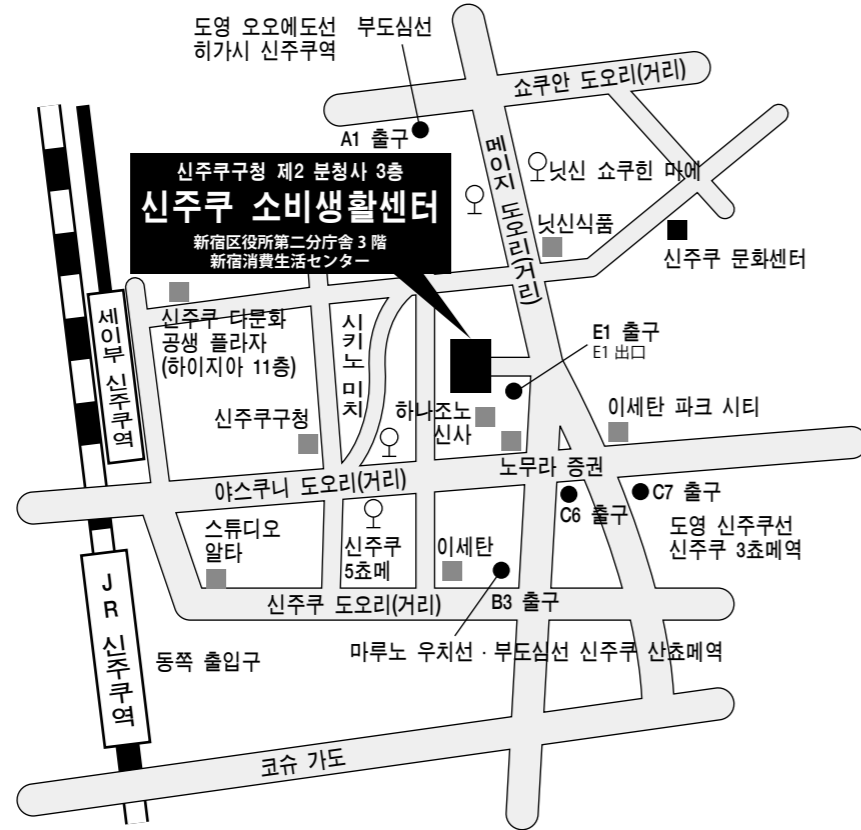 도영 오오에도선 부도심선
히가시 신주쿠역
쇼쿠안 도오리(거리)
A1 출구
메이지 도오리(거리)
닛신 쇼쿠힌 마에
신주쿠구청 제2 분청사 3층
신주쿠 소비생활센터
新宿区役所第二分庁舎3階
新宿消費生活センター
닛신식품
신주쿠 문화센터
세이부 신주쿠역
신주쿠 다문화
공생 플라자
(하이지아 11층)
시키노 미치
E1 출구
E1 出口
하나조노
신사
이세탄 파크 시티
신주쿠구청
노무라 증권
야스쿠니 도오리(거리)
C6 출구
C7 출구
도영 신주쿠선
신주쿠 3쵸메역
스튜디오
알타
신주쿠
5쵸메
이세탄
JR 신주쿠역
신주쿠 도오리(거리)
B3 출구
동쪽 출입구
마루노 우치선 · 부도심선 신주쿠 산쵸메역
코슈 가도